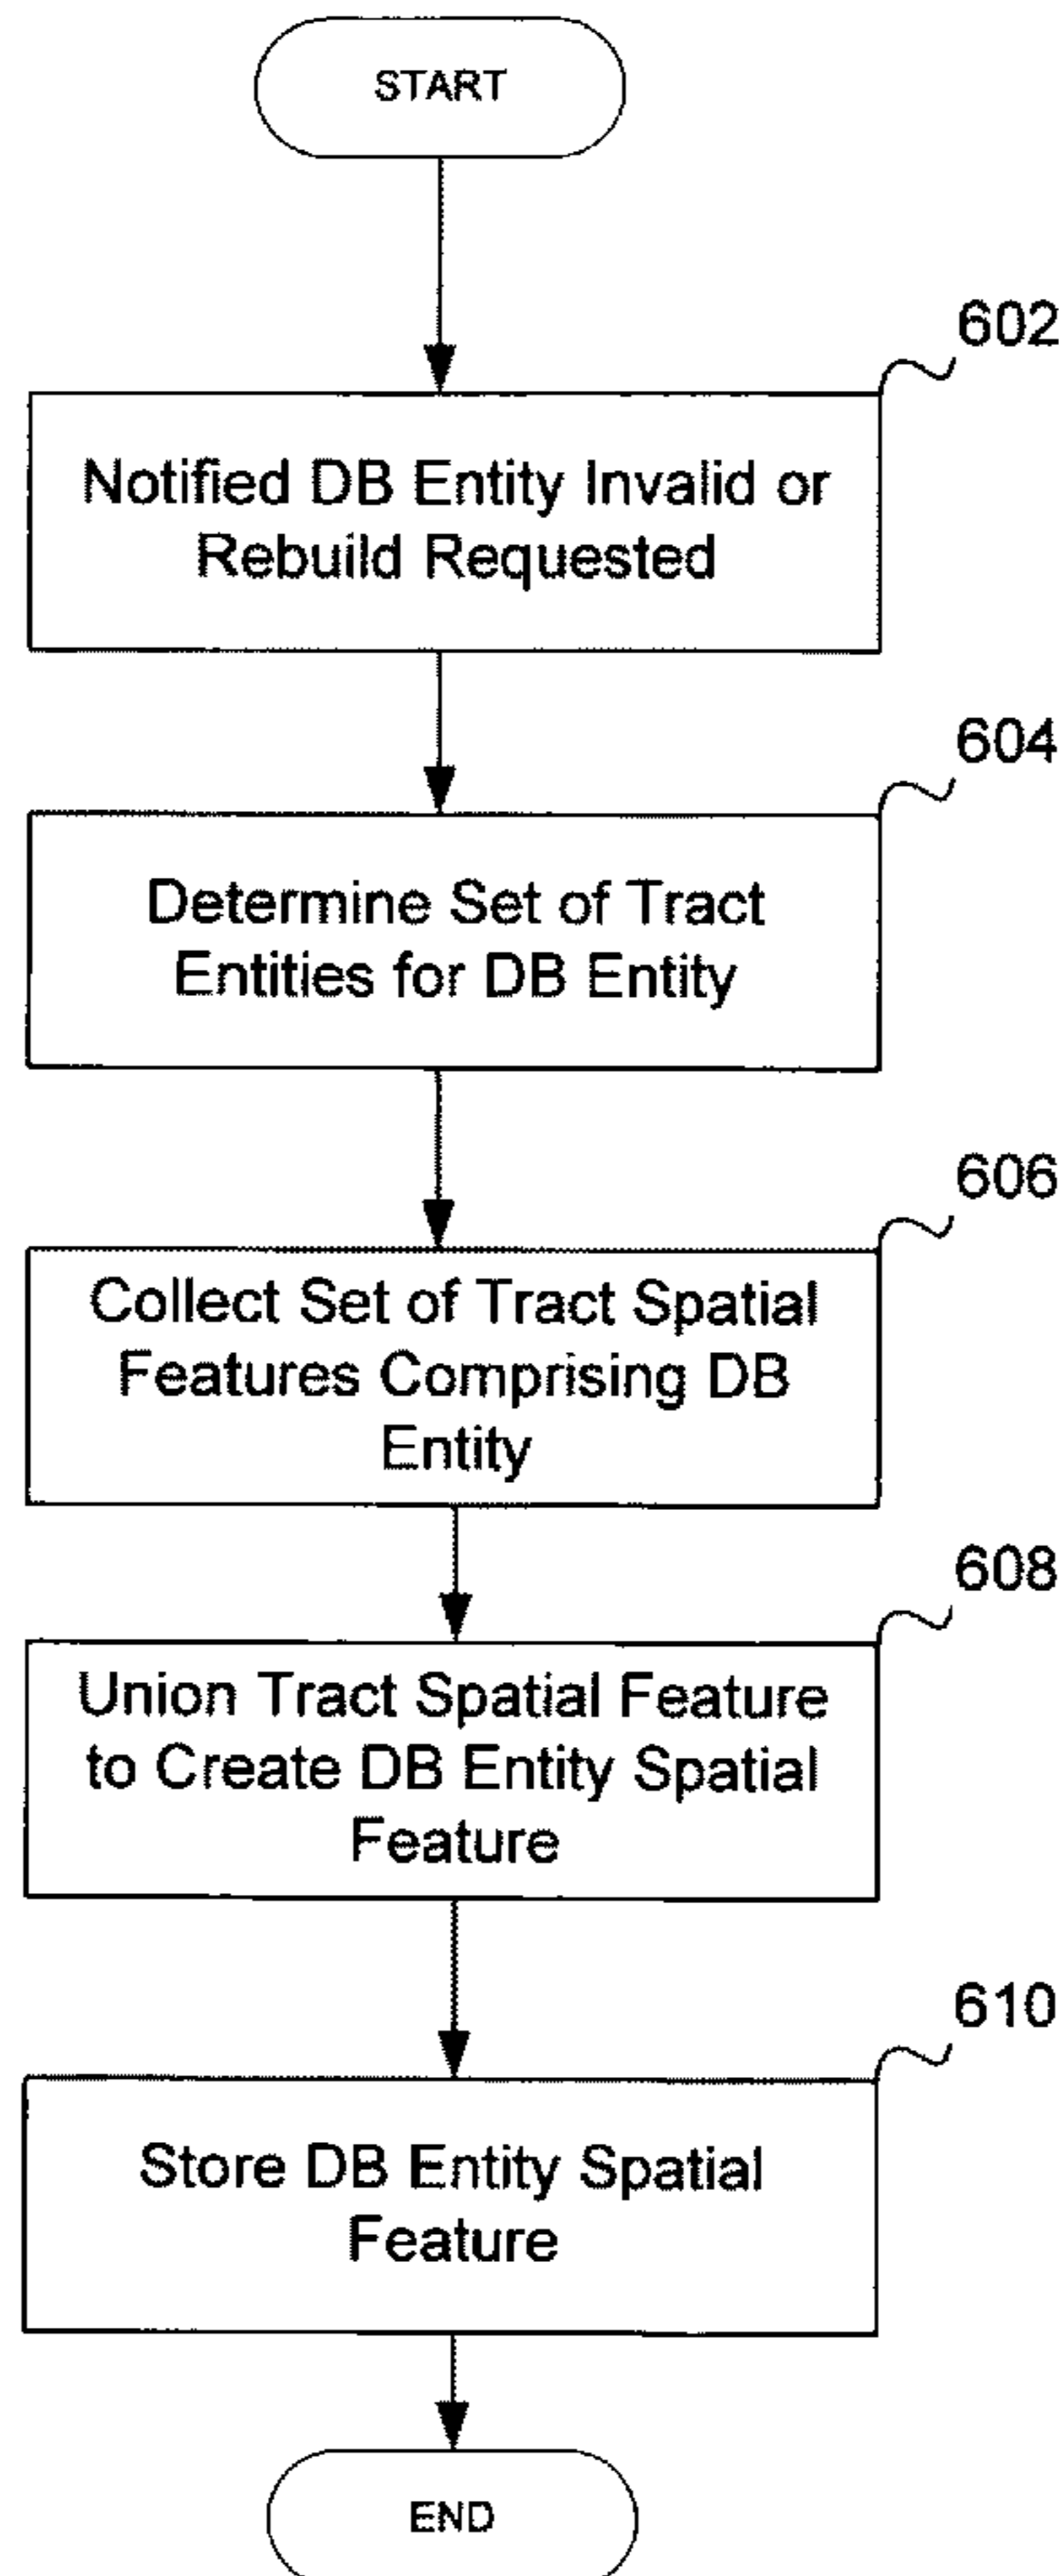 START
602
Notified DB Entity Invalid or
Rebuild Requested
604
Determine Set of Tract
Entities for DB Entity
606
Collect Set of Tract Spatial
Features Comprising DB
Entity
608
Union Tract Spatial Feature
to Create DB Entity Spatial
Feature
610
Store DB Entity Spatial
Feature
END